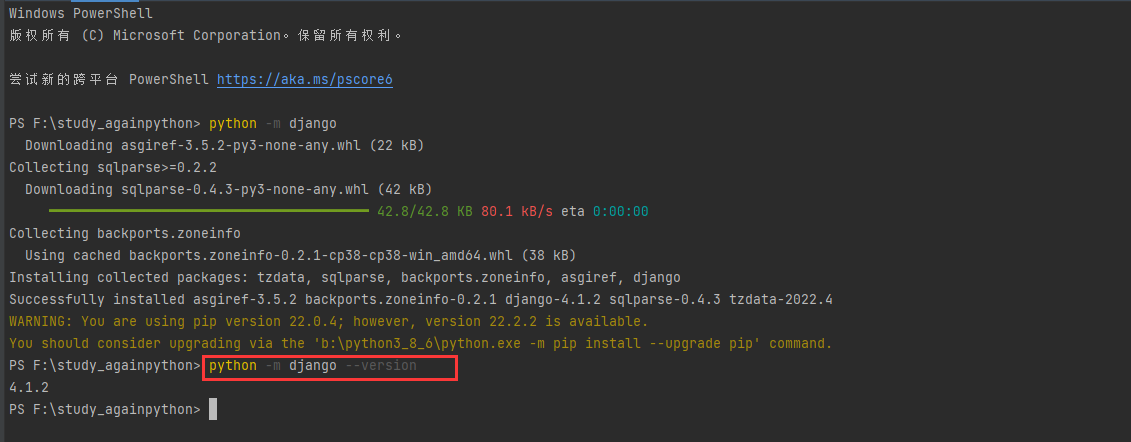 Windows PowerShell
版权所有 (C) Microsoft Corporation。保留所有权利。
尝试新的跨平台 PowerShell https://aka.ms/pscore6
PS F:\study_againpython> python -m django
Downloading asgiref-3.5.2-py3-none-any.whl (22 kB)
Collecting sqlparse>=0.2.2
Downloading sqlparse-0.4.3-py3-none-any.whl (42 kB)
42.8/42.8 KB 80.1 kB/s eta 0:00:00
Collecting backports.zoneinfo
Using cached backports.zoneinfo-0.2.1-cp38-cp38-win_amd64.whl (38 kB)
Installing collected packages: tzdata, sqlparse, backports.zoneinfo, asgiref, django
Successfully installed asgiref-3.5.2 backports.zoneinfo-0.2.1 django-4.1.2 sqlparse-0.4.3 tzdata-2022.4
WARNING: You are using pip version 22.0.4; however, version 22.2.2 is available.
You should consider upgrading via the 'b:\python3_8_6\python.exe -m pip install --upgrade pip' command.
PS F:\study_againpython> python -m django --version
4.1.2
PS F:\study_againpython>